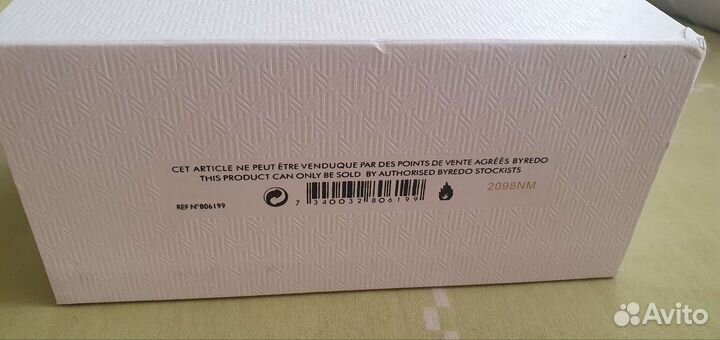 CET ARTICLE NE PEUT ÊTRE VENDUQUE PAR DES POINTS DE VENTE AGRÉÉS BYREDO
THIS PRODUCT CAN ONLY BE SOLD BY AUTHORISED BYREDO STOCKISTS
REF N°806199
7 340032 806199
2098NM
Avito